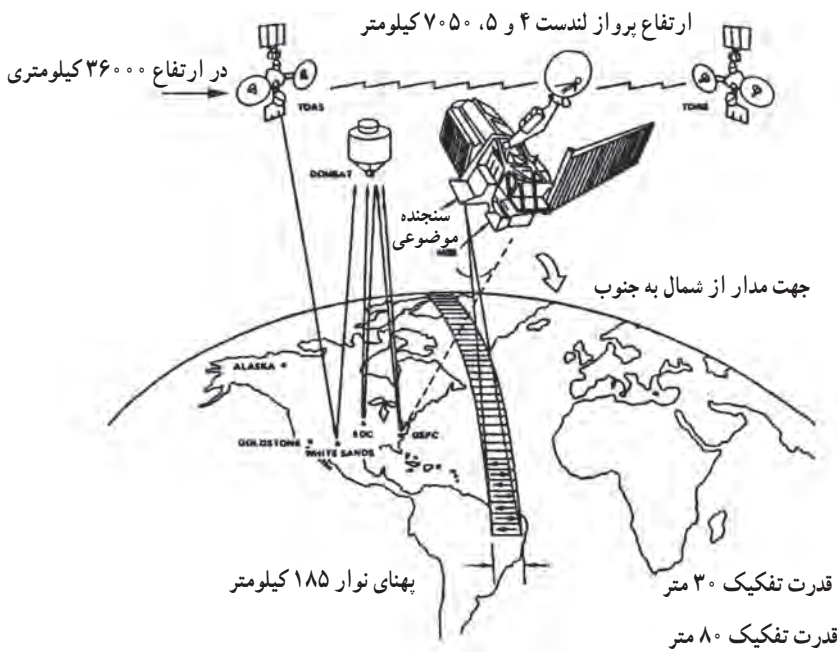 ارتفاع پرواز لندست ۴ و ۵، ۷۰۵۰ کیلومتر
در ارتفاع ۳۶۰۰۰ کیلومتری
TDAS
DOMSAT
سنجنده
موضوعی
جهت مدار از شمال به جنوب
ALASKA
GOLDSTONE
WHITE SANDS
EDC
GSFC
پهنای نوار ۱۸۵ کیلومتر
قدرت تفکیک ۳۰ متر
قدرت تفکیک ۸۰ متر